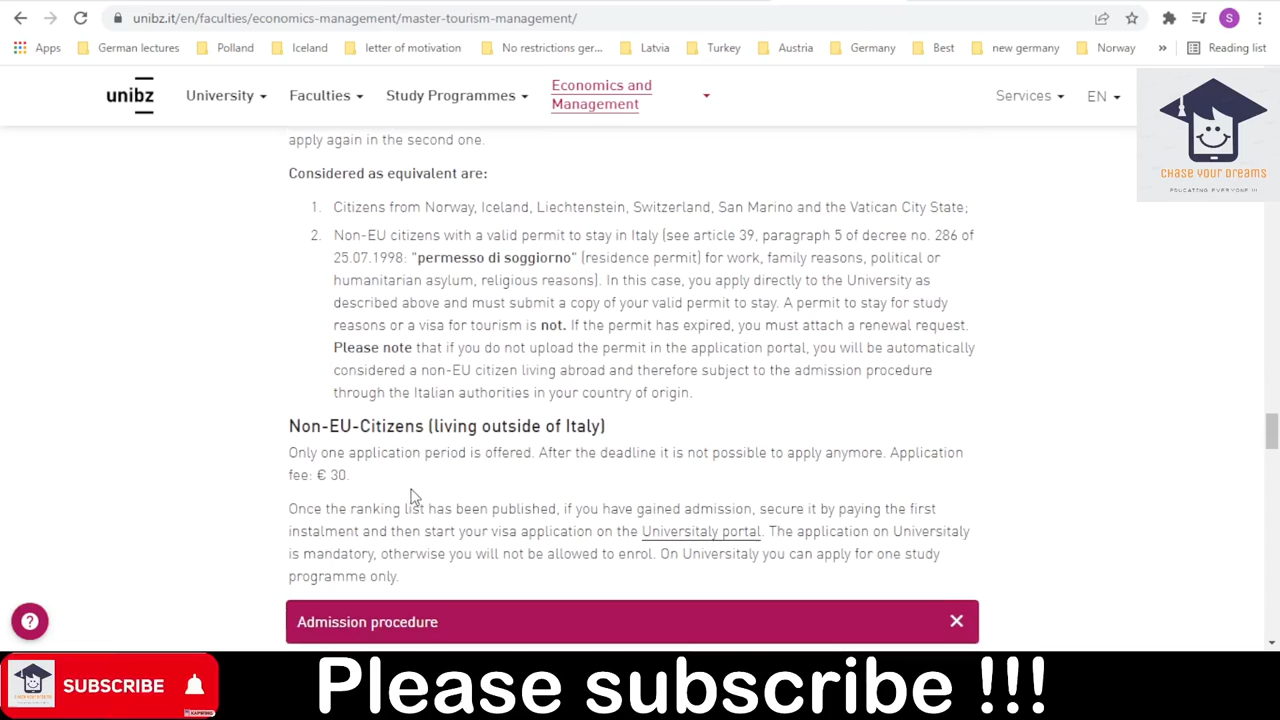 unibz.it/en/faculties/economics-management/master-tourism-management/
S
Apps German lectures Poland Iceland letter of motivation No restrictions ger... Latvia Turkey Austria Germany Best new germany Norway » Reading list
unibz University Faculties Study Programmes Economics and Management Services EN
CHASE YOUR DREAMS
EDUCATING EVERYONE !!!
apply again in the second one.
Considered as equivalent are:
1. Citizens from Norway, Iceland, Liechtenstein, Switzerland, San Marino and the Vatican City State;
2. Non-EU citizens with a valid permit to stay in Italy (see article 39, paragraph 5 of decree no. 286 of
25.07.1998: "permesso di soggiorno" (residence permit) for work, family reasons, political or
humanitarian asylum, religious reasons]. In this case, you apply directly to the University as
described above and must submit a copy of your valid permit to stay. A permit to stay for study
reasons or a visa for tourism is not. If the permit has expired, you must attach a renewal request.
Please note that if you do not upload the permit in the application portal, you will be automatically
considered a non-EU citizen living abroad and therefore subject to the admission procedure
through the Italian authorities in your country of origin.
Non-EU-Citizens (living outside of Italy)
Only one application period is offered. After the deadline it is not possible to apply anymore. Application
fee: € 30.
Once the ranking list has been published, if you have gained admission, secure it by paying the first
instalment and then start your visa application on the Universitaly portal. The application on Universitaly
is mandatory, otherwise you will not be allowed to enrol. On Universitaly you can apply for one study
programme only.
Admission procedure
SUBSCRIBE
Please subscribe !!!